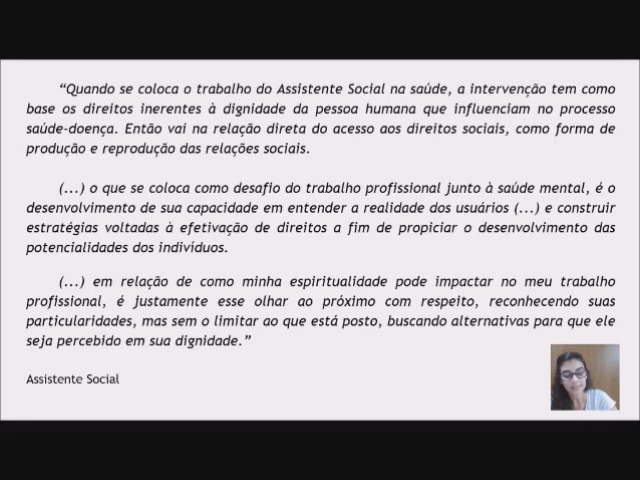 “Quando se coloca o trabalho do Assistente Social na saúde, a intervenção tem como
base os direitos inerentes à dignidade da pessoa humana que influenciam no processo
saúde-doença. Então vai na relação direta do acesso aos direitos sociais, como forma de
produção e reprodução das relações sociais.
(...) o que se coloca como desafio do trabalho profissional junto à saúde mental, é o
desenvolvimento de sua capacidade em entender a realidade dos usuários (...) e construir
estratégias voltadas à efetivação de direitos a fim de propiciar o desenvolvimento das
potencialidades dos indivíduos.
(...) em relação de como minha espiritualidade pode impactar no meu trabalho
profissional, é justamente esse olhar ao próximo com respeito, reconhecendo suas
particularidades, mas sem o limitar ao que está posto, buscando alternativas para que ele
seja percebido em sua dignidade.”
Assistente Social